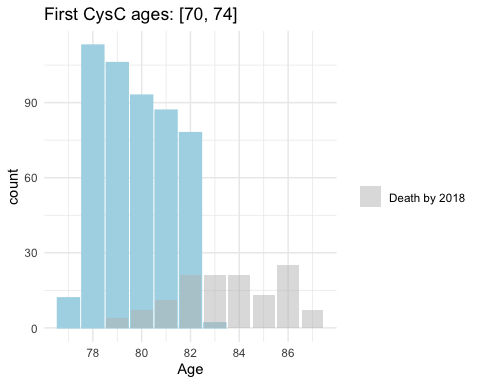 First CysC ages: [70, 74]
90
60
30
0
count
78 80 82 84 86
Age
Death by 2018